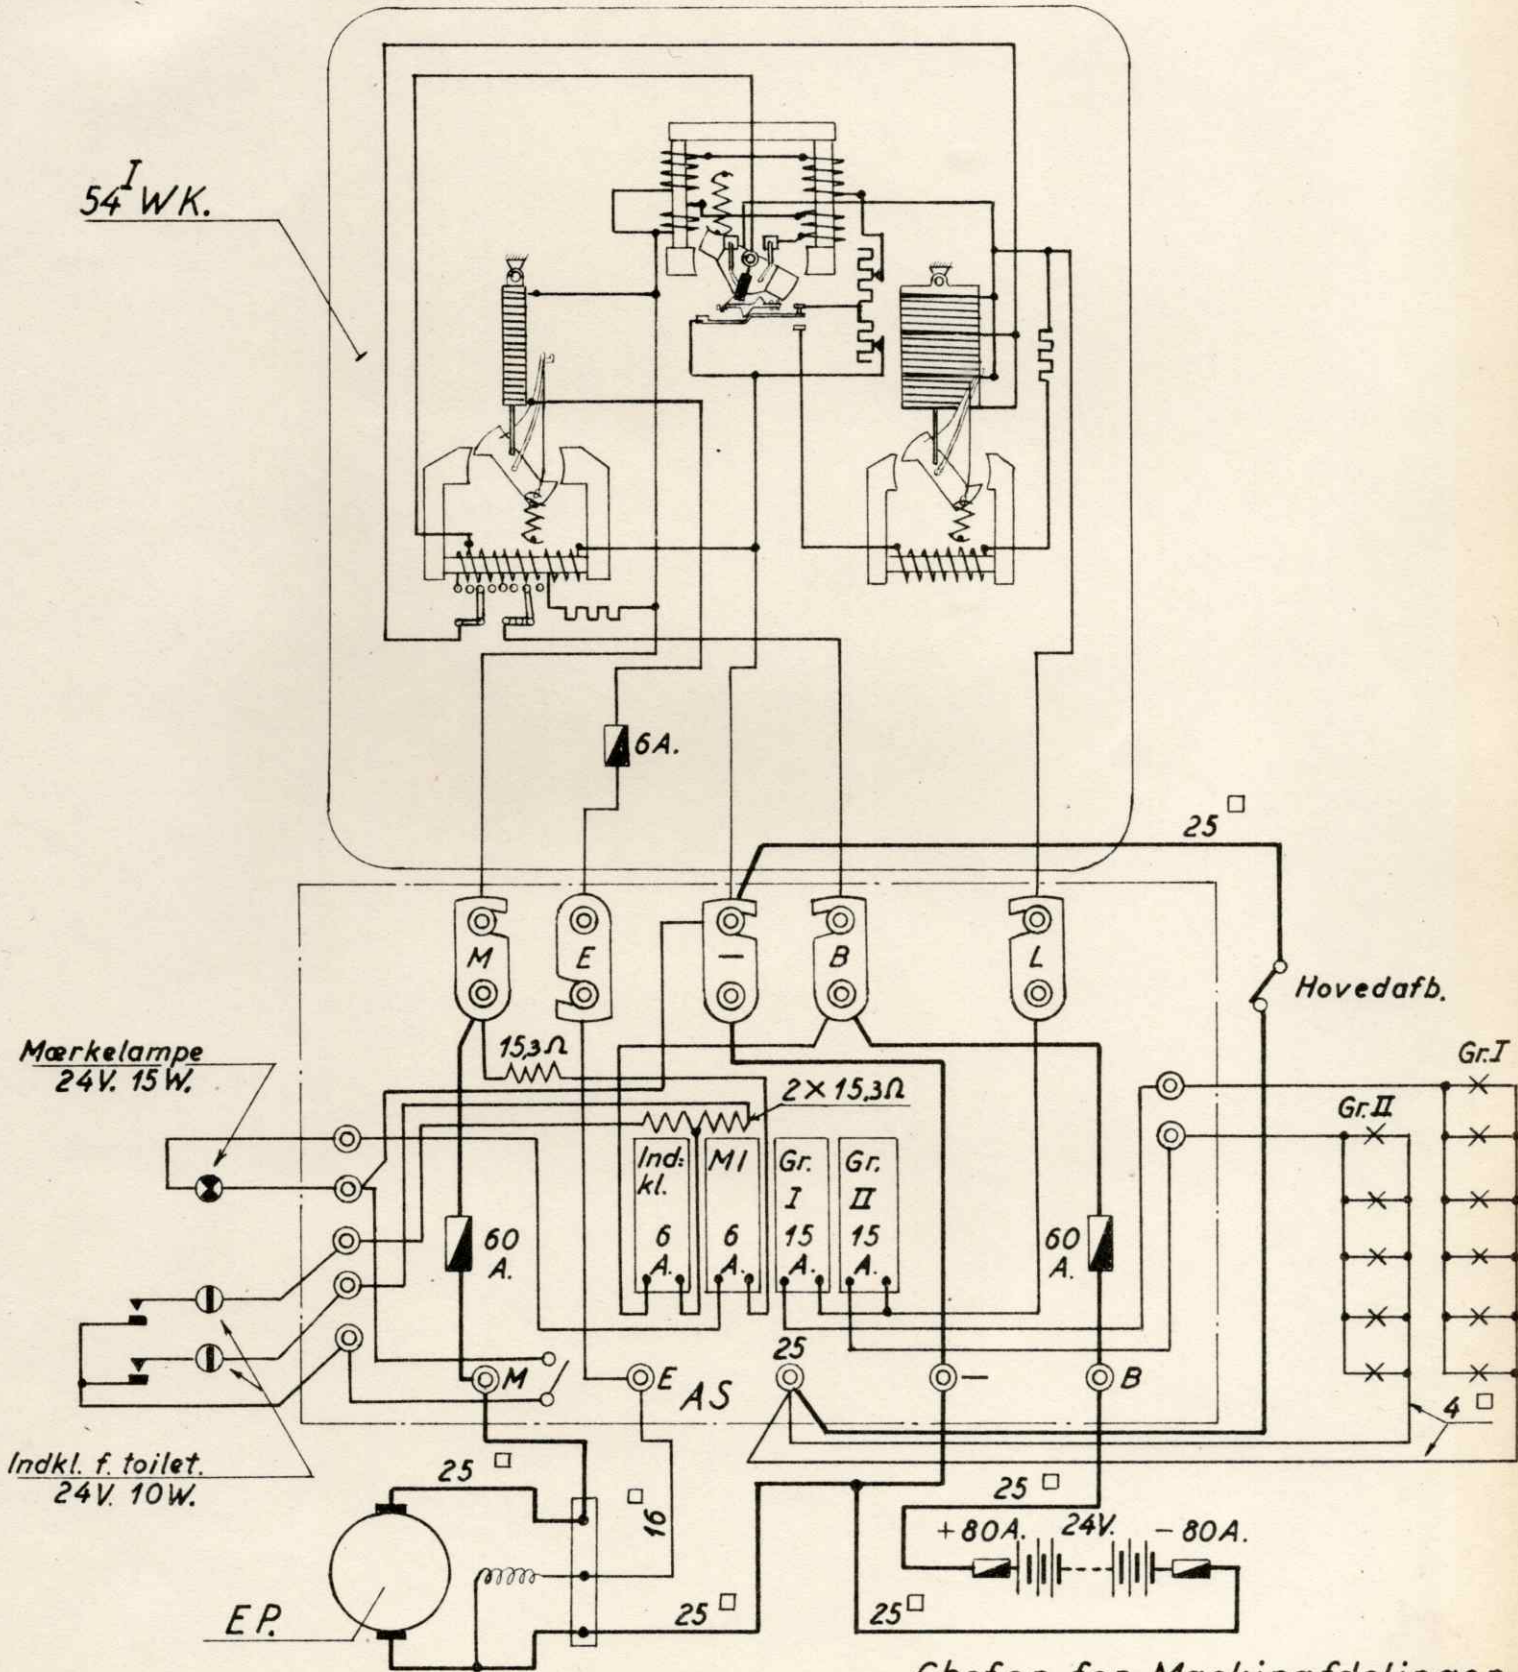 54 I WK.
6A.
25 □
M
E
—
B
L
Hovedafb.
Mærkelampe
24V. 15W.
15,3Ω
2×15,3Ω
Gr. I
Gr. II
Ind:
kl.
6
A.
M1
6
A.
Gr.
I
15
A.
Gr.
II
15
A.
60
A.
60
A.
M
E
AS
25
—
B
4 □
Indkl. f. toilet.
24V. 10W.
25 □
16 □
25 □
+80A.
24V.
-80A.
E P.
25 □
25 □